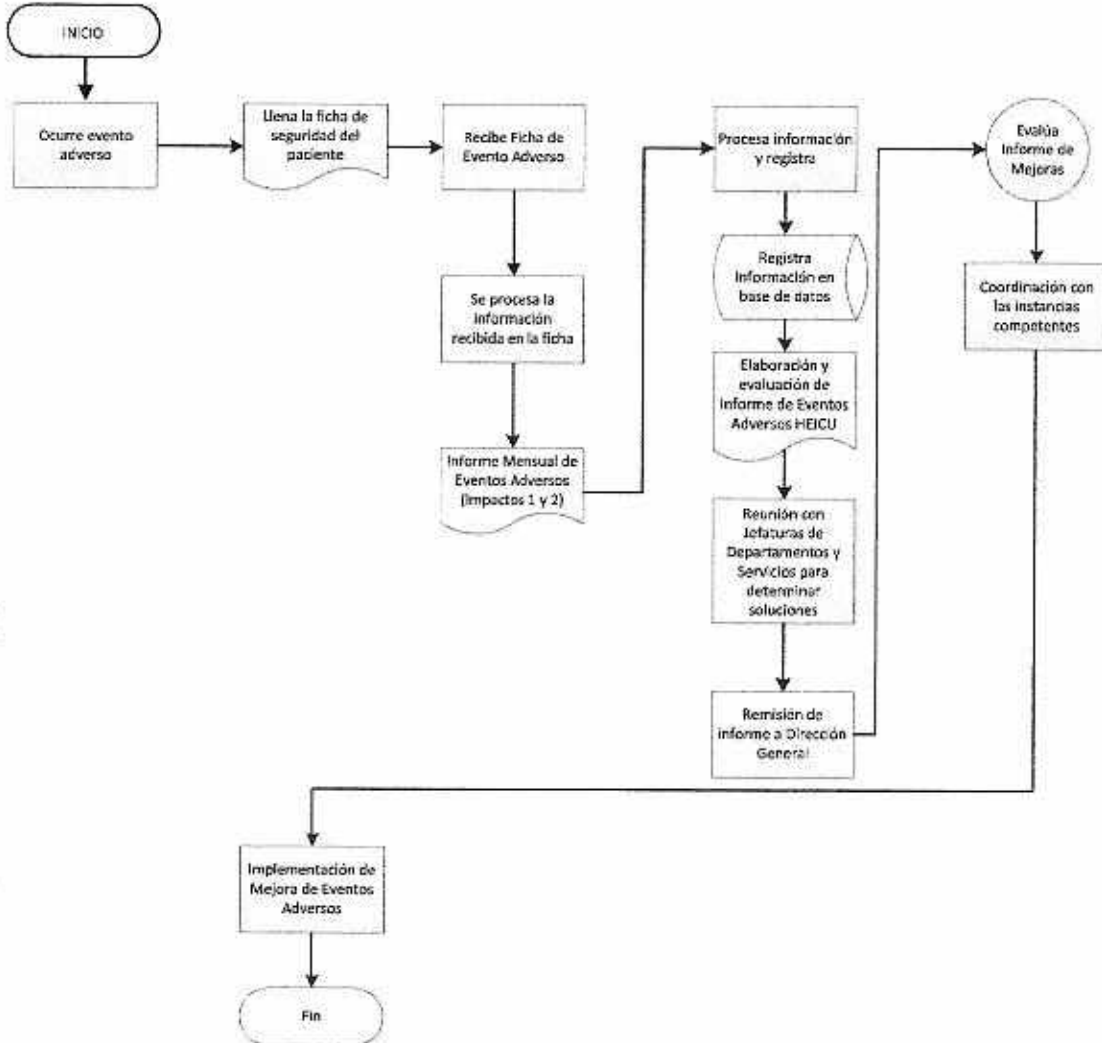 INICIO
Ocurre evento
adverso
Llena la ficha de
seguridad del
paciente
Recibe Ficha de
Evento Adverso
Se procesa la
información
recibida en la ficha
Informe Mensual de
Eventos Adversos
(Impactos 1 y 2)
Procesa información
y registra
Registra
Información en
base de datos
Elaboración y
evaluación de
Informe de Eventos
Adversos HEICU
Reunión con
Jefaturas de
Departamentos y
Servicios para
determinar
soluciones
Remisión de
informe a Dirección
General
Evalúa
Informe de
Mejoras
Coordinación con
las instancias
competentes
Implementación de
Mejora de Eventos
Adversos
Fin